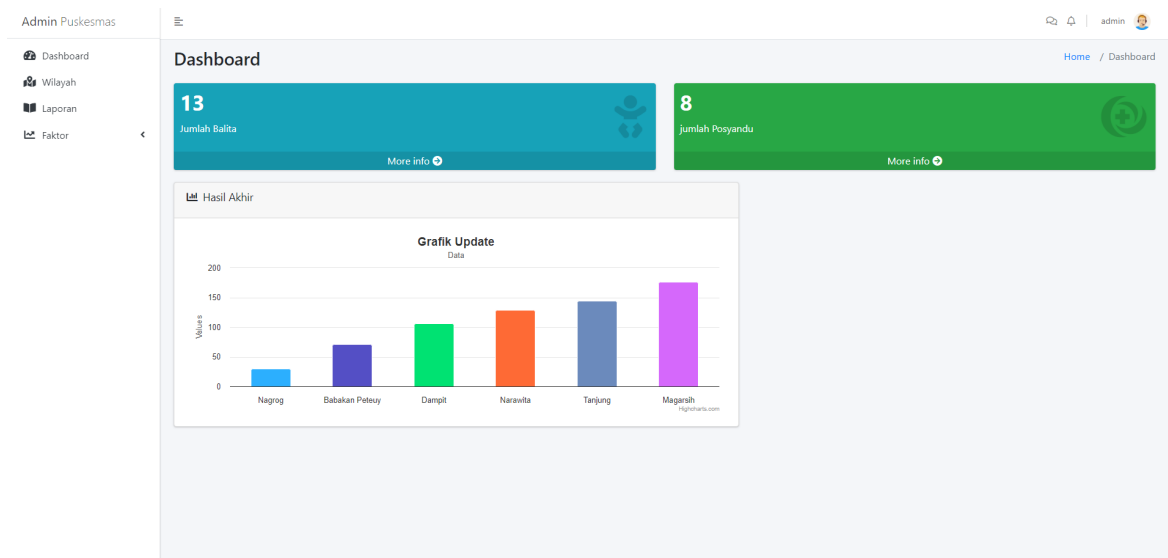 Admin Puskesmas
admin
Dashboard
Wilayah
Laporan
Faktor
Dashboard
Home / Dashboard
13
Jumlah Balita
More info
8
jumlah Posyandu
More info
Hasil Akhir
Grafik Update
Data
Values
200
150
100
50
0
Nagrog
Babakan Peteuy
Dampit
Narawita
Tanjung
Magarsih
Highcharts.com